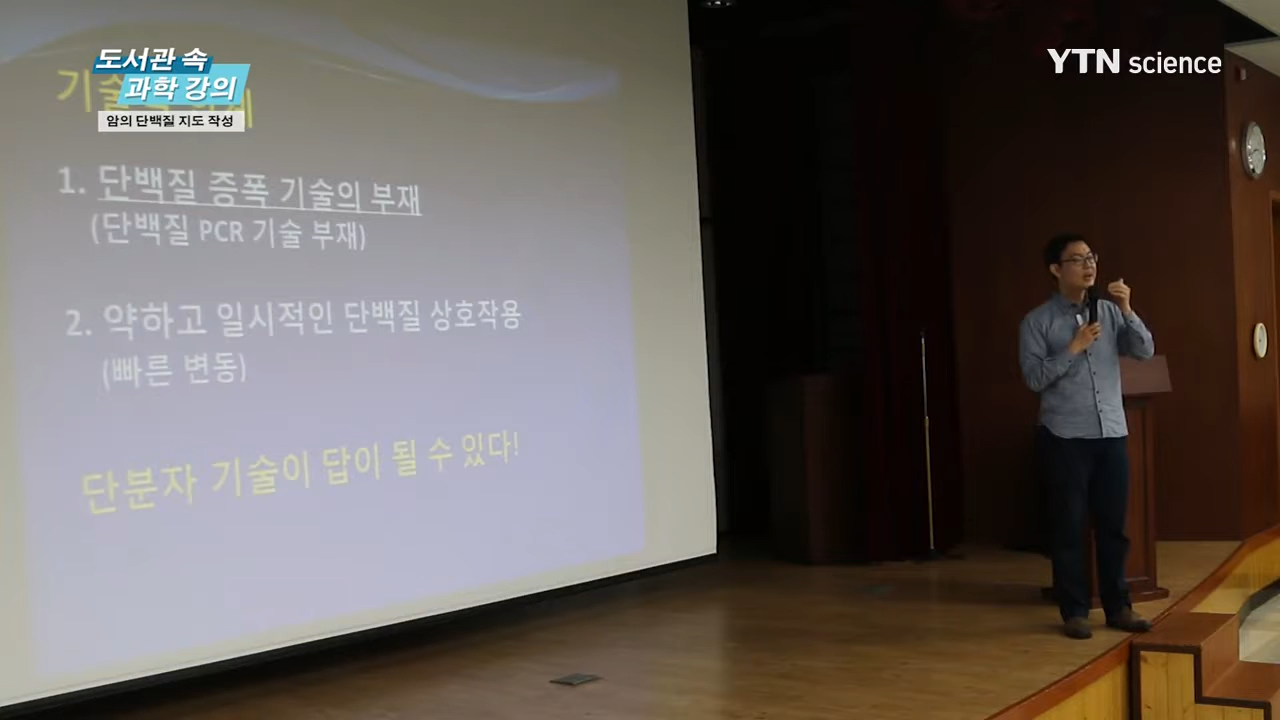 도서관 속
과학 강의
암의 단백질 지도 작성
YTN science
1. 단백질 증폭 기술의 부재
(단백질 PCR 기술 부재)
2. 약하고 일시적인 단백질 상호작용
(빠른 변동)
단분자 기술이 답이 될 수 있다!